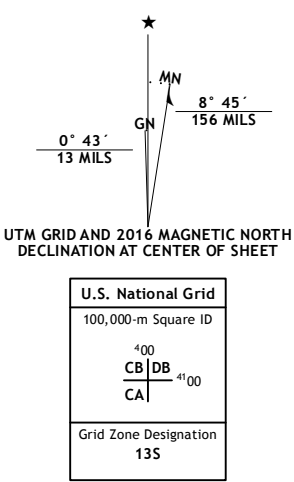 ★
MN
GN
8° 45´
156 MILS
0° 43´
13 MILS
UTM GRID AND 2016 MAGNETIC NORTH
DECLINATION AT CENTER OF SHEET
U.S. National Grid
100,000-m Square ID
⁴00
CB DB
⁴¹00
CA
Grid Zone Designation
13S